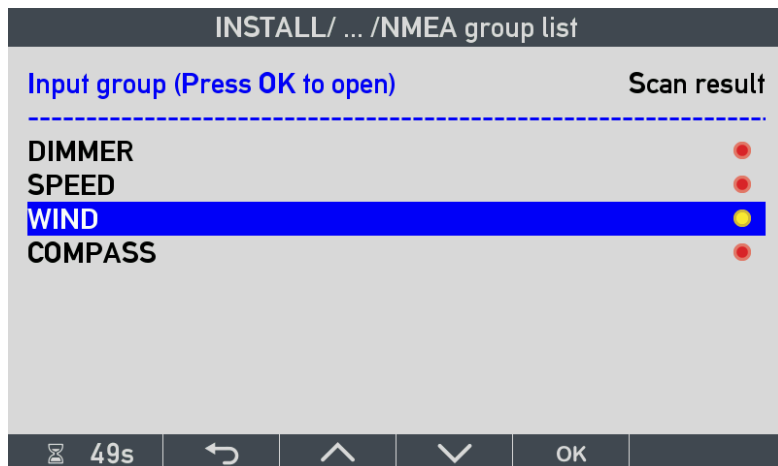 INSTALL/ ... /NMEA group list
Input group (Press OK to open) Scan result
DIMMER
SPEED
WIND
COMPASS
49s OK